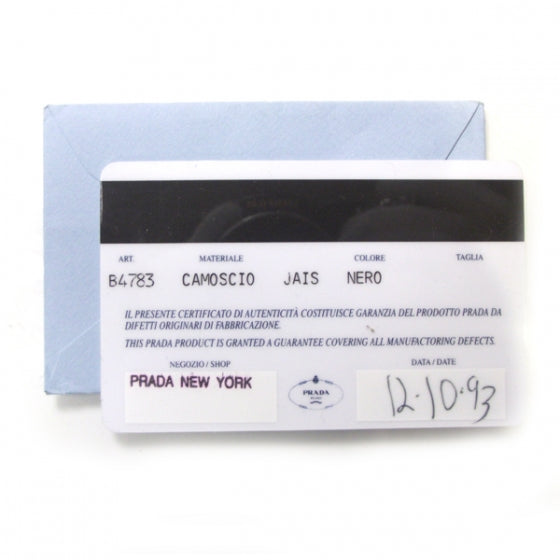 ART. MATERIALE COLORE TAGLIA
B4783 CAMOSCIO JAIS NERO
IL PRESENTE CERTIFICATO DI AUTENTICITÀ COSTITUISCE GARANZIA DEL PRODOTTO PRADA DA
DIFETTI ORIGINARI DI FABBRICAZIONE.
THIS PRADA PRODUCT IS GRANTED A GUARANTEE COVERING ALL MANUFACTORING DEFECTS.
NEGOZIO / SHOP DATA / DATE
PRADA NEW YORK
PRADA
MILANO
12·10·93